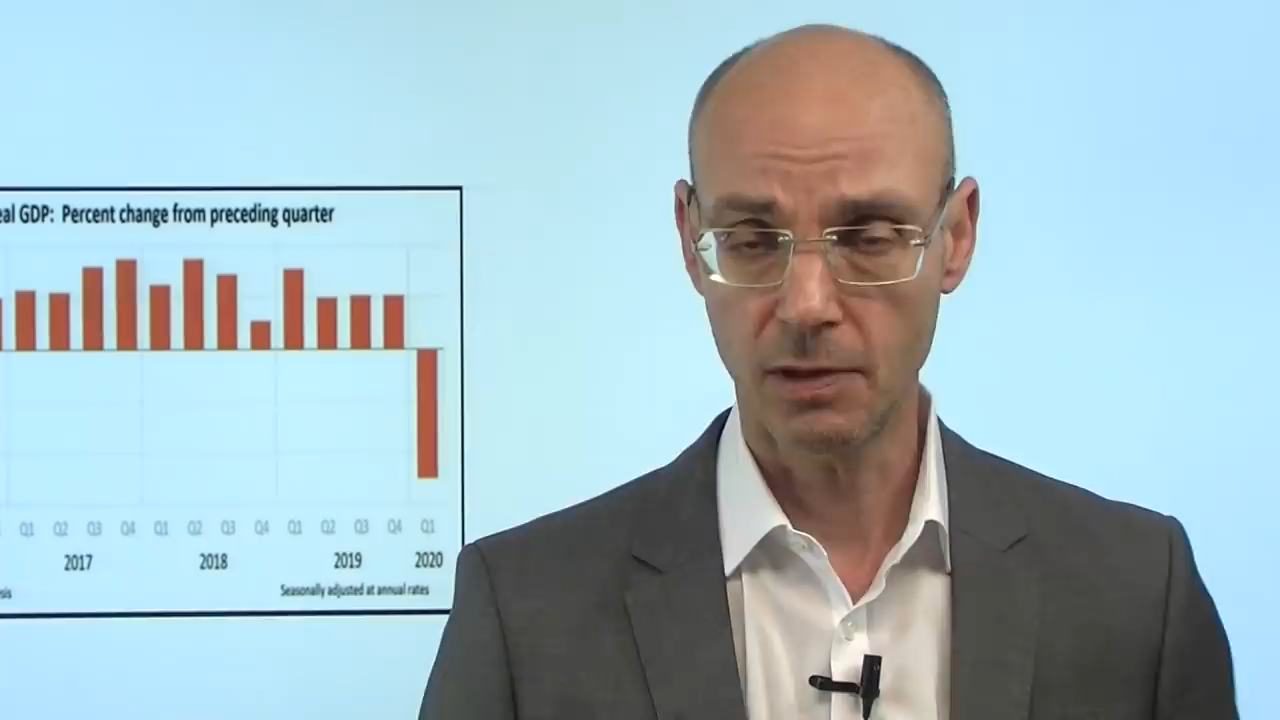 eal GDP: Percent change from preceding quarter
Q1 Q2 Q3 Q4 Q1 Q2 Q3 Q4 Q1 Q2 Q3 Q4 Q1
2017 2018 2019 2020
sis Seasonally adjusted at annual rates